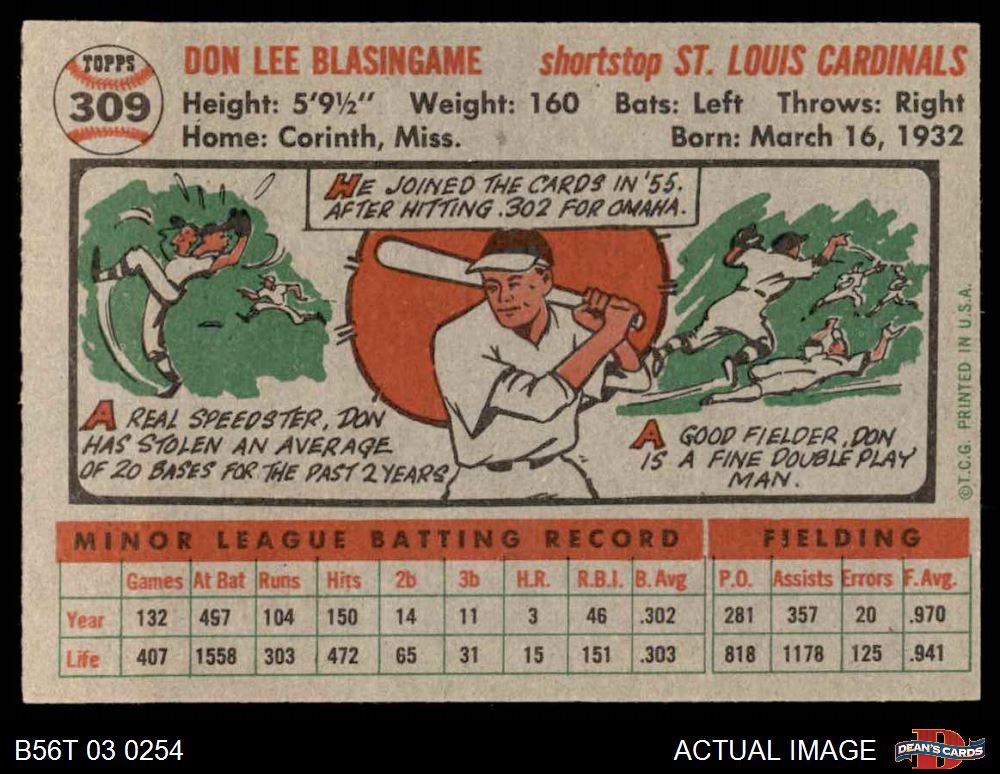 TOPPS
309
DON LEE BLASINGAME shortstop ST. LOUIS CARDINALS
Height: 5'9½" Weight: 160 Bats: Left Throws: Right
Home: Corinth, Miss. Born: March 16, 1932
HE JOINED THE CARDS IN '55.
AFTER HITTING .302 FOR OMAHA.
A REAL SPEEDSTER, DON
HAS STOLEN AN AVERAGE
OF 20 BASES FOR THE PAST 2 YEARS
A GOOD FIELDER, DON
IS A FINE DOUBLE PLAY
MAN.
©T.C.G. PRINTED IN U.S.A.
MINOR LEAGUE BATTING RECORD FIELDING
Games At Bat Runs Hits 2b 3b H.R. R.B.I. B. Avg P.O. Assists Errors F. Avg.
Year 132 497 104 150 14 11 3 46 .302 281 357 20 .970
Life 407 1558 303 472 65 31 15 151 .303 818 1178 125 .941
B56T 03 0254 ACTUAL IMAGE DEAN'S CARDS